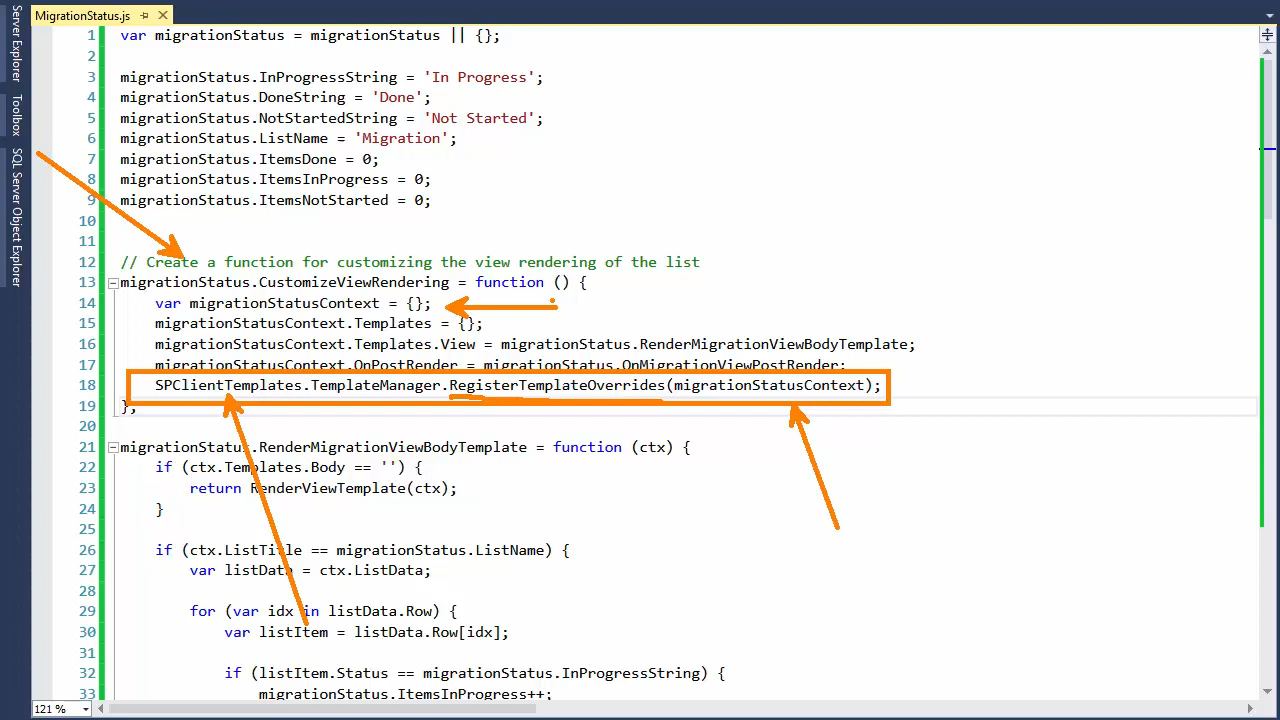 MigrationStatus.js
Server Explorer
Toolbox
SQL Server Object Explorer
1 var migrationStatus = migrationStatus || {};
2
3 migrationStatus.InProgressString = 'In Progress';
4 migrationStatus.DoneString = 'Done';
5 migrationStatus.NotStartedString = 'Not Started';
6 migrationStatus.ListName = 'Migration';
7 migrationStatus.ItemsDone = 0;
8 migrationStatus.ItemsInProgress = 0;
9 migrationStatus.ItemsNotStarted = 0;
10
11
12 // Create a function for customizing the view rendering of the list
13 migrationStatus.CustomizeViewRendering = function () {
14 var migrationStatusContext = {};
15 migrationStatusContext.Templates = {};
16 migrationStatusContext.Templates.View = migrationStatus.RenderMigrationViewBodyTemplate;
17 migrationStatusContext.OnPostRender = migrationStatus.OnMigrationViewPostRender;
18 SPClientTemplates.TemplateManager.RegisterTemplateOverrides(migrationStatusContext);
19 };
20
21 migrationStatus.RenderMigrationViewBodyTemplate = function (ctx) {
22 if (ctx.Templates.Body == '') {
23 return RenderViewTemplate(ctx);
24 }
25
26 if (ctx.ListTitle == migrationStatus.ListName) {
27 var listData = ctx.ListData;
28
29 for (var idx in listData.Row) {
30 var listItem = listData.Row[idx];
31
32 if (listItem.Status == migrationStatus.InProgressString) {
33 migrationStatus.ItemsInProgress++;
121 %